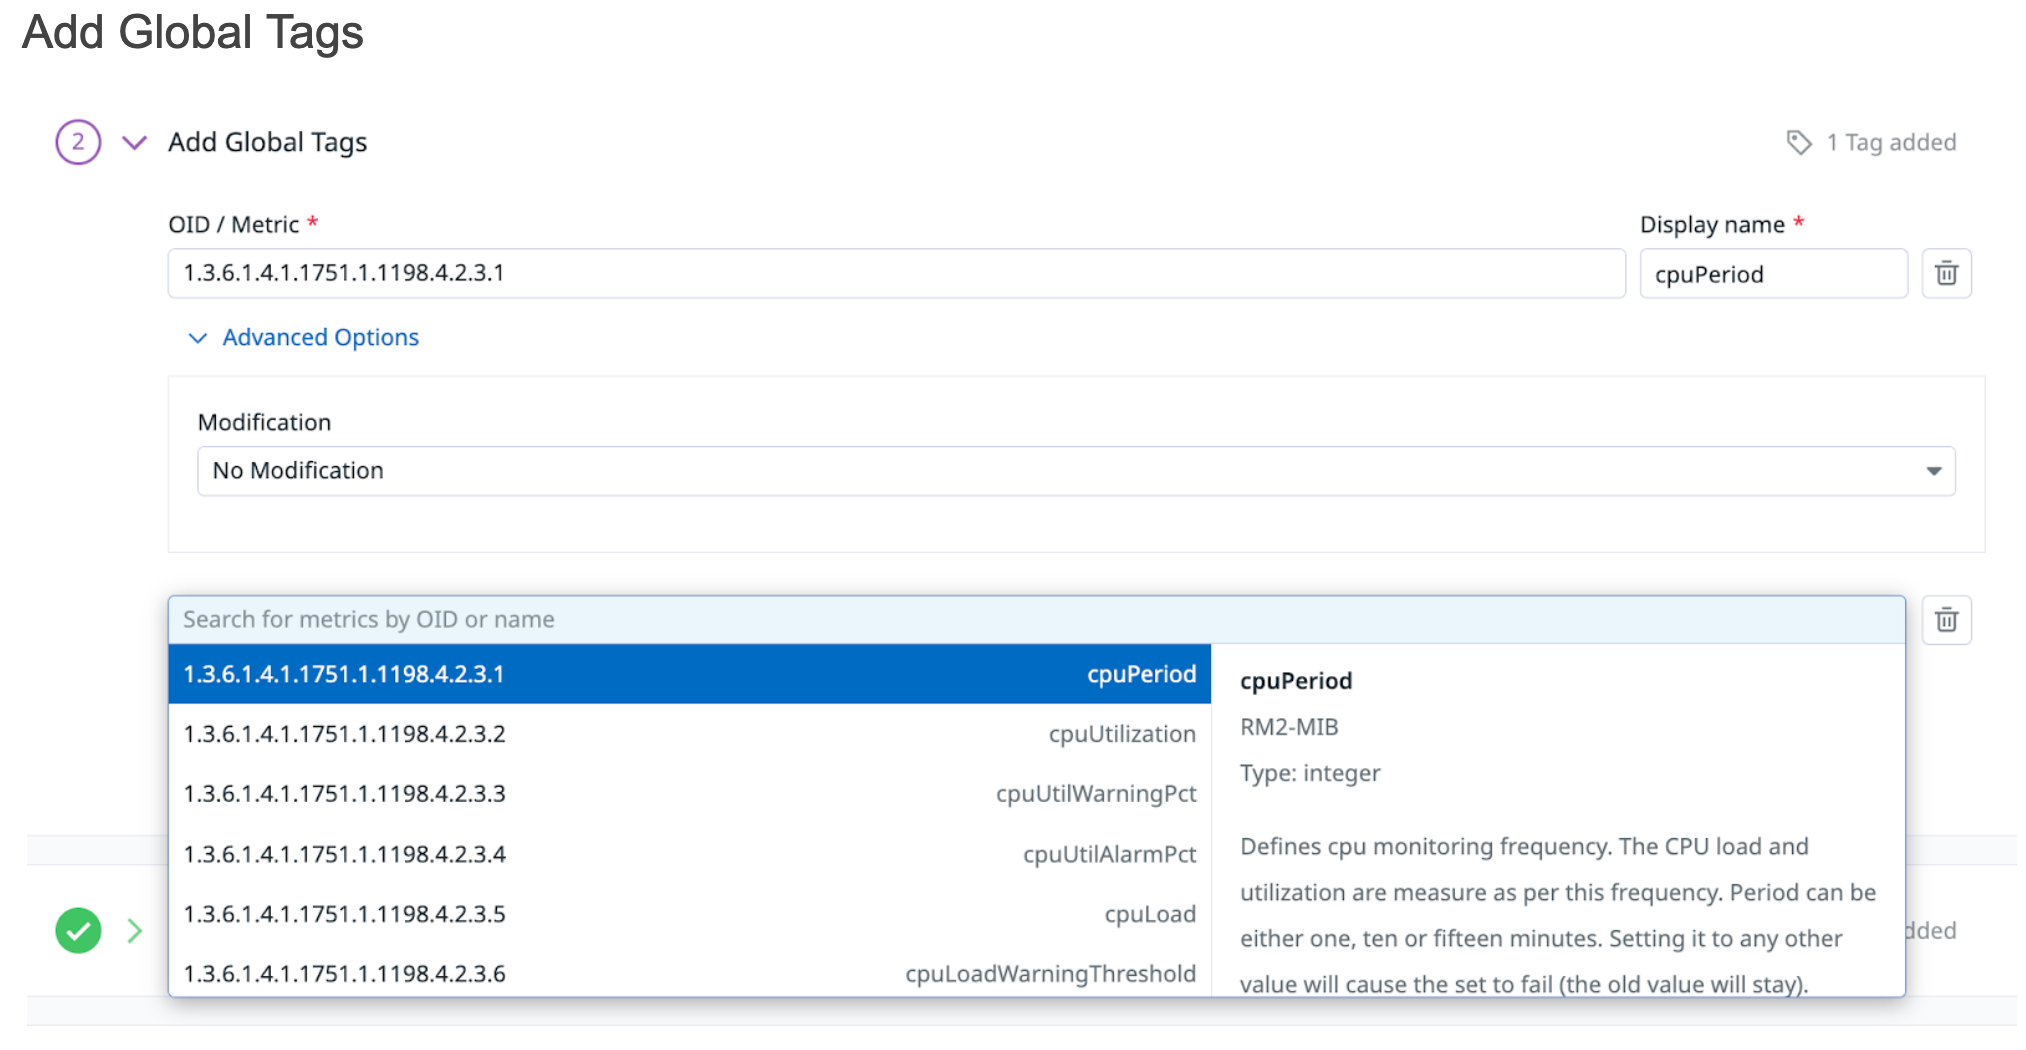 Add Global Tags
2 Add Global Tags 1 Tag added
OID / Metric * Display name *
1.3.6.1.4.1.1751.1.1198.4.2.3.1 cpuPeriod
Advanced Options
Modification
No Modification
Search for metrics by OID or name
1.3.6.1.4.1.1751.1.1198.4.2.3.1 cpuPeriod
1.3.6.1.4.1.1751.1.1198.4.2.3.2 cpuUtilization
1.3.6.1.4.1.1751.1.1198.4.2.3.3 cpuUtilWarningPct
1.3.6.1.4.1.1751.1.1198.4.2.3.4 cpuUtilAlarmPct
1.3.6.1.4.1.1751.1.1198.4.2.3.5 cpuLoad
1.3.6.1.4.1.1751.1.1198.4.2.3.6 cpuLoadWarningThreshold
cpuPeriod
RM2-MIB
Type: integer
Defines cpu monitoring frequency. The CPU load and
utilization are measure as per this frequency. Period can be
either one, ten or fifteen minutes. Setting it to any other
value will cause the set to fail (the old value will stay).